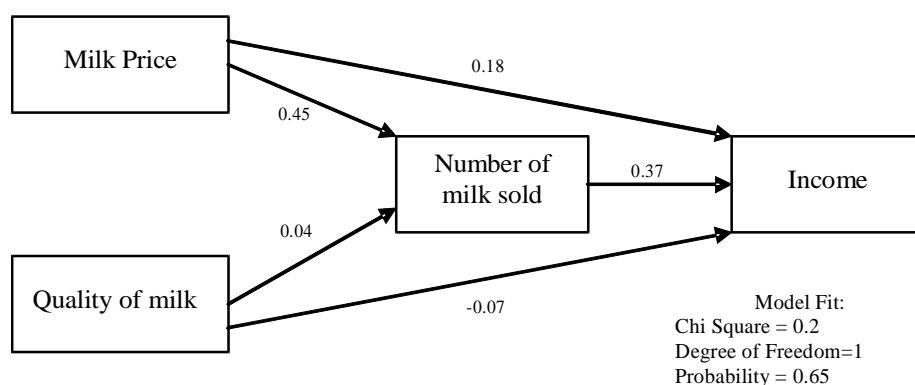 Milk Price
0.18
0.45
Number of
milk sold
0.37
Income
0.04
Quality of milk
-0.07
Model Fit:
Chi Square = 0.2
Degree of Freedom=1
Probability = 0.65